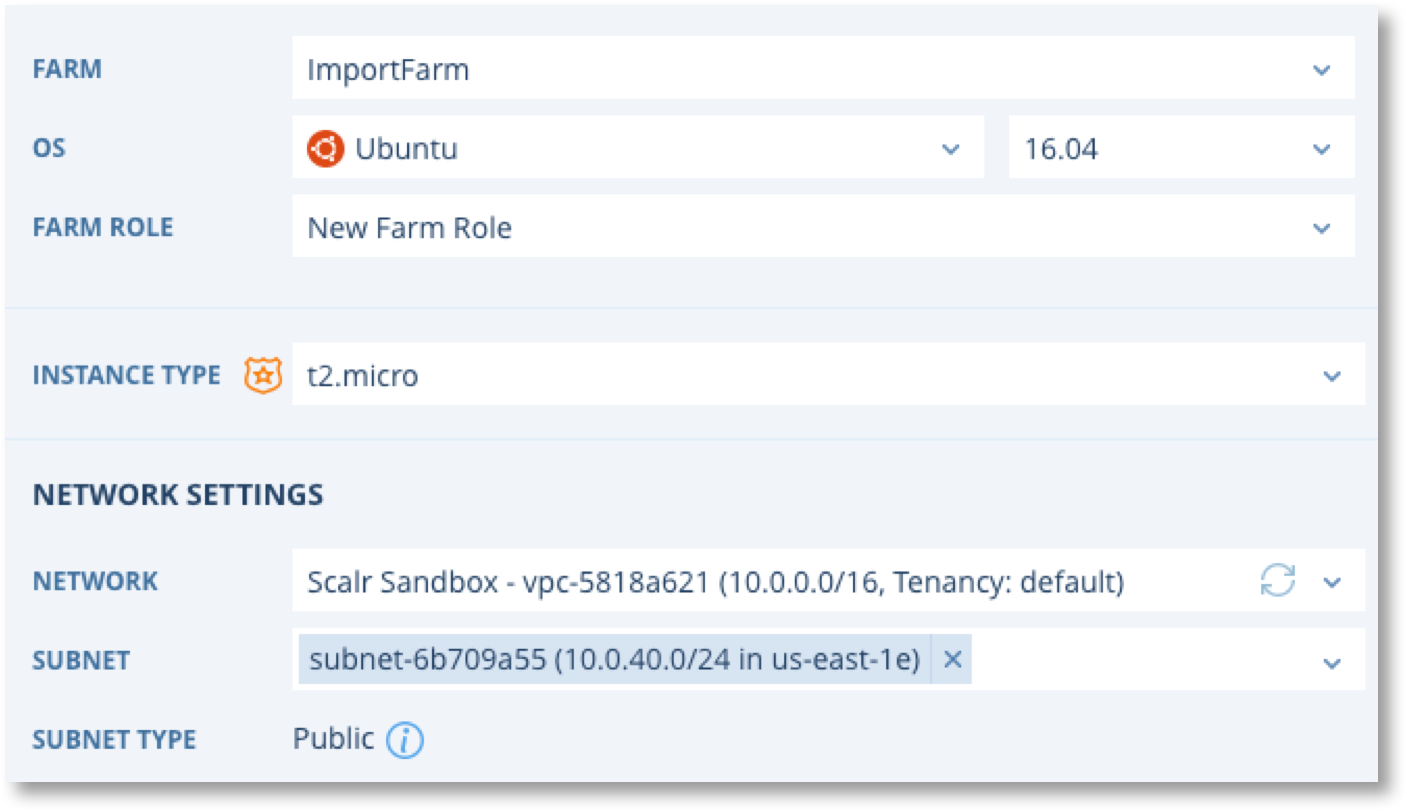 FARM ImportFarm
OS Ubuntu 16.04
FARM ROLE New Farm Role
INSTANCE TYPE t2.micro
NETWORK SETTINGS
NETWORK Scalr Sandbox - vpc-5818a621 (10.0.0.0/16, Tenancy: default)
SUBNET subnet-6b709a55 (10.0.40.0/24 in us-east-1e) ×
SUBNET TYPE Public i